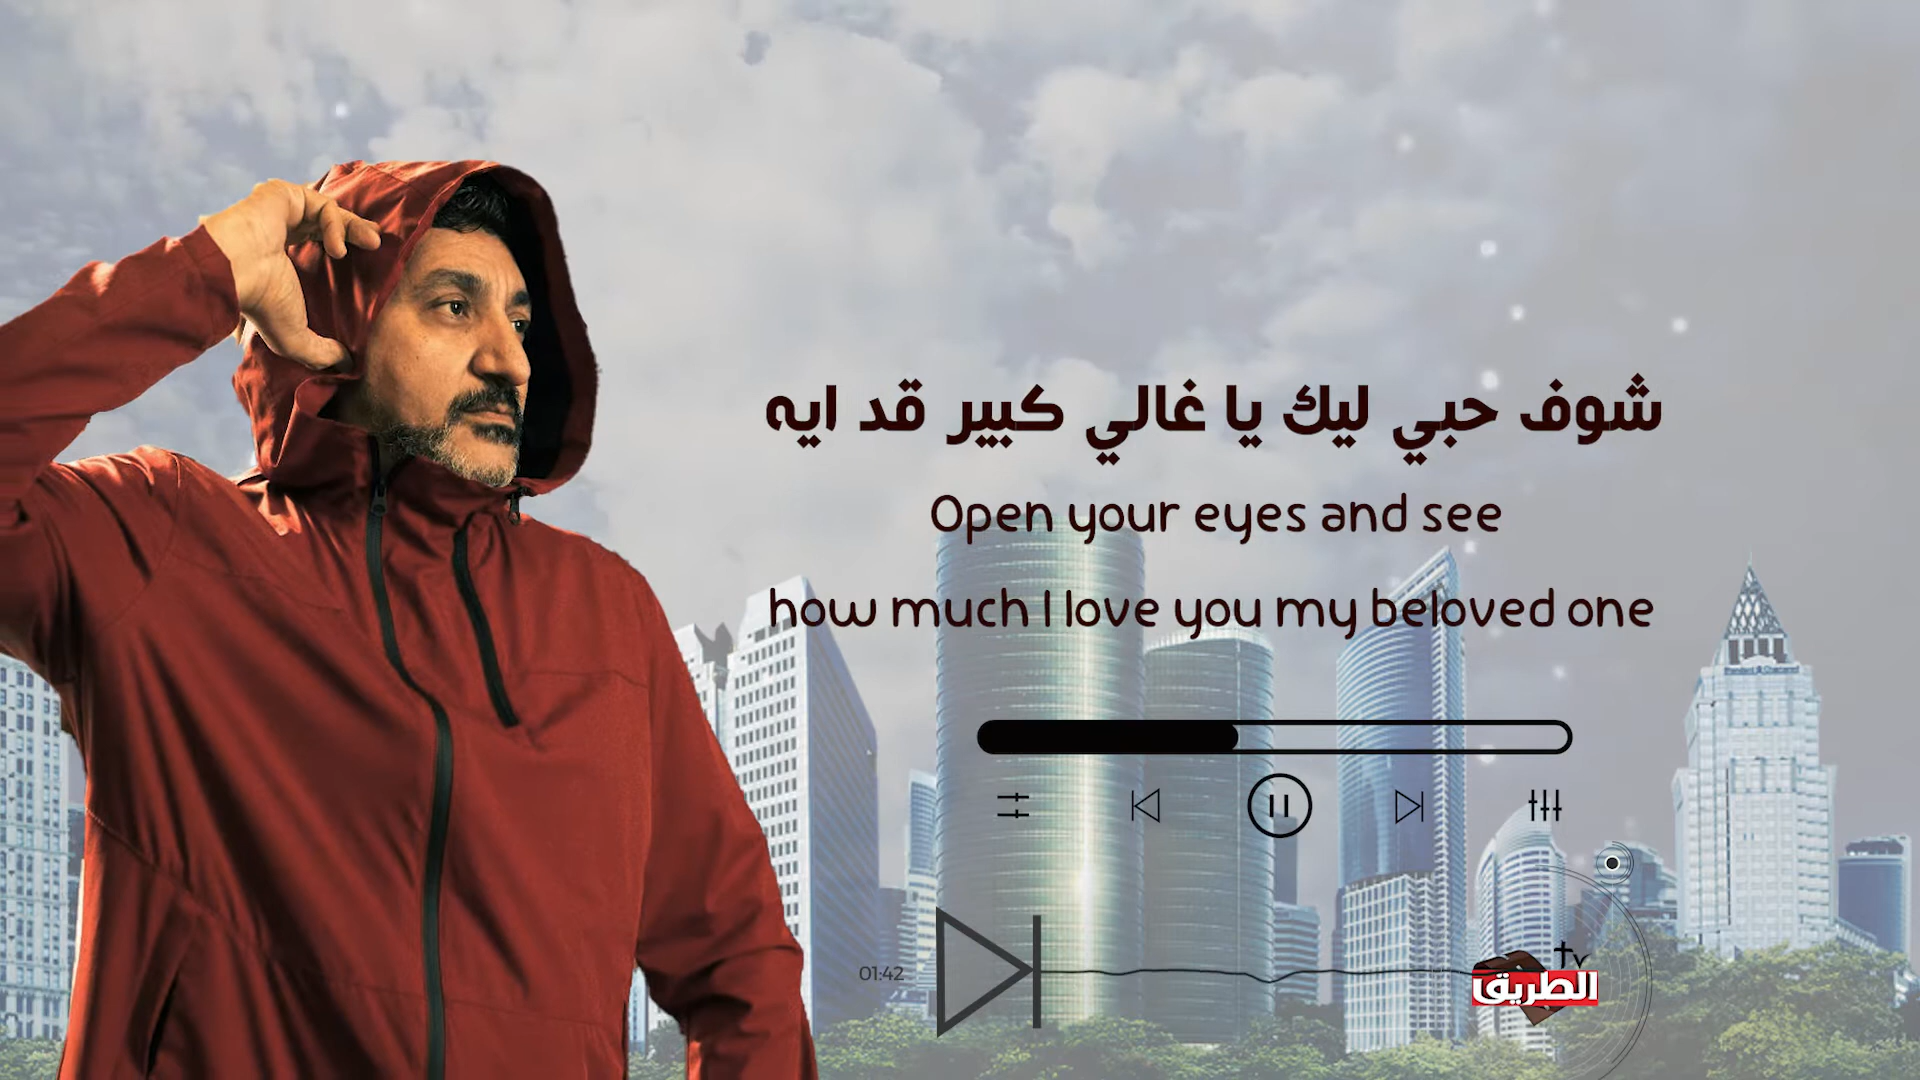 شوف حبي ليك يا غالي كبير قد ايه
Open your eyes and see
how much I love you my beloved one
01:42
tv
الطريق